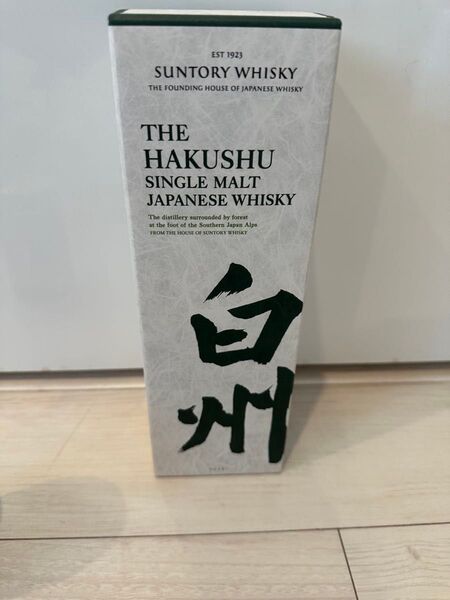 EST 1923
SUNTORY WHISKY
THE FOUNDING HOUSE OF JAPANESE WHISKY
THE
HAKUSHU
SINGLE MALT
JAPANESE WHISKY
The distillery surrounded by forest
at the foot of the Southern Japan Alps
FROM THE HOUSE OF SUNTORY WHISKY
白
州